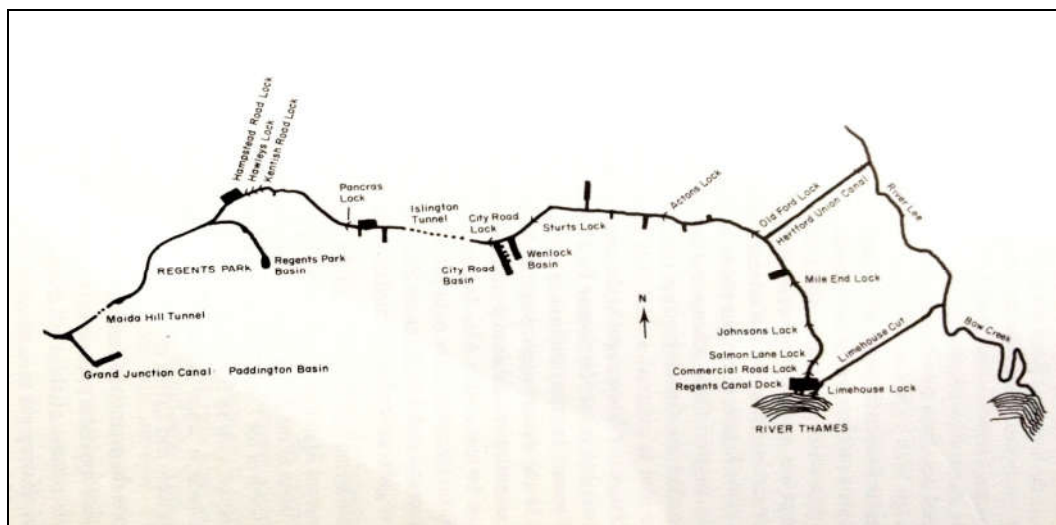 Hampstead Road Lock
Hawleys Lock
Kentish Road Lock
Pancras
Lock
Islington
Tunnel
City Road
Lock
Sturts Lock
Actons Lock
Old Ford Lock
Hertford Union Canal
River Lee
Wenlock
Basin
City Road
Basin
REGENTS PARK
Regents Park
Basin
Mile End Lock
N
Maida Hill Tunnel
Johnsons Lock
Limehouse Cut
Bow Creek
Salmon Lane Lock
Commercial Road Lock
Grand Junction Canal Paddington Basin
Regents Canal Dock
Limehouse Lock
RIVER THAMES